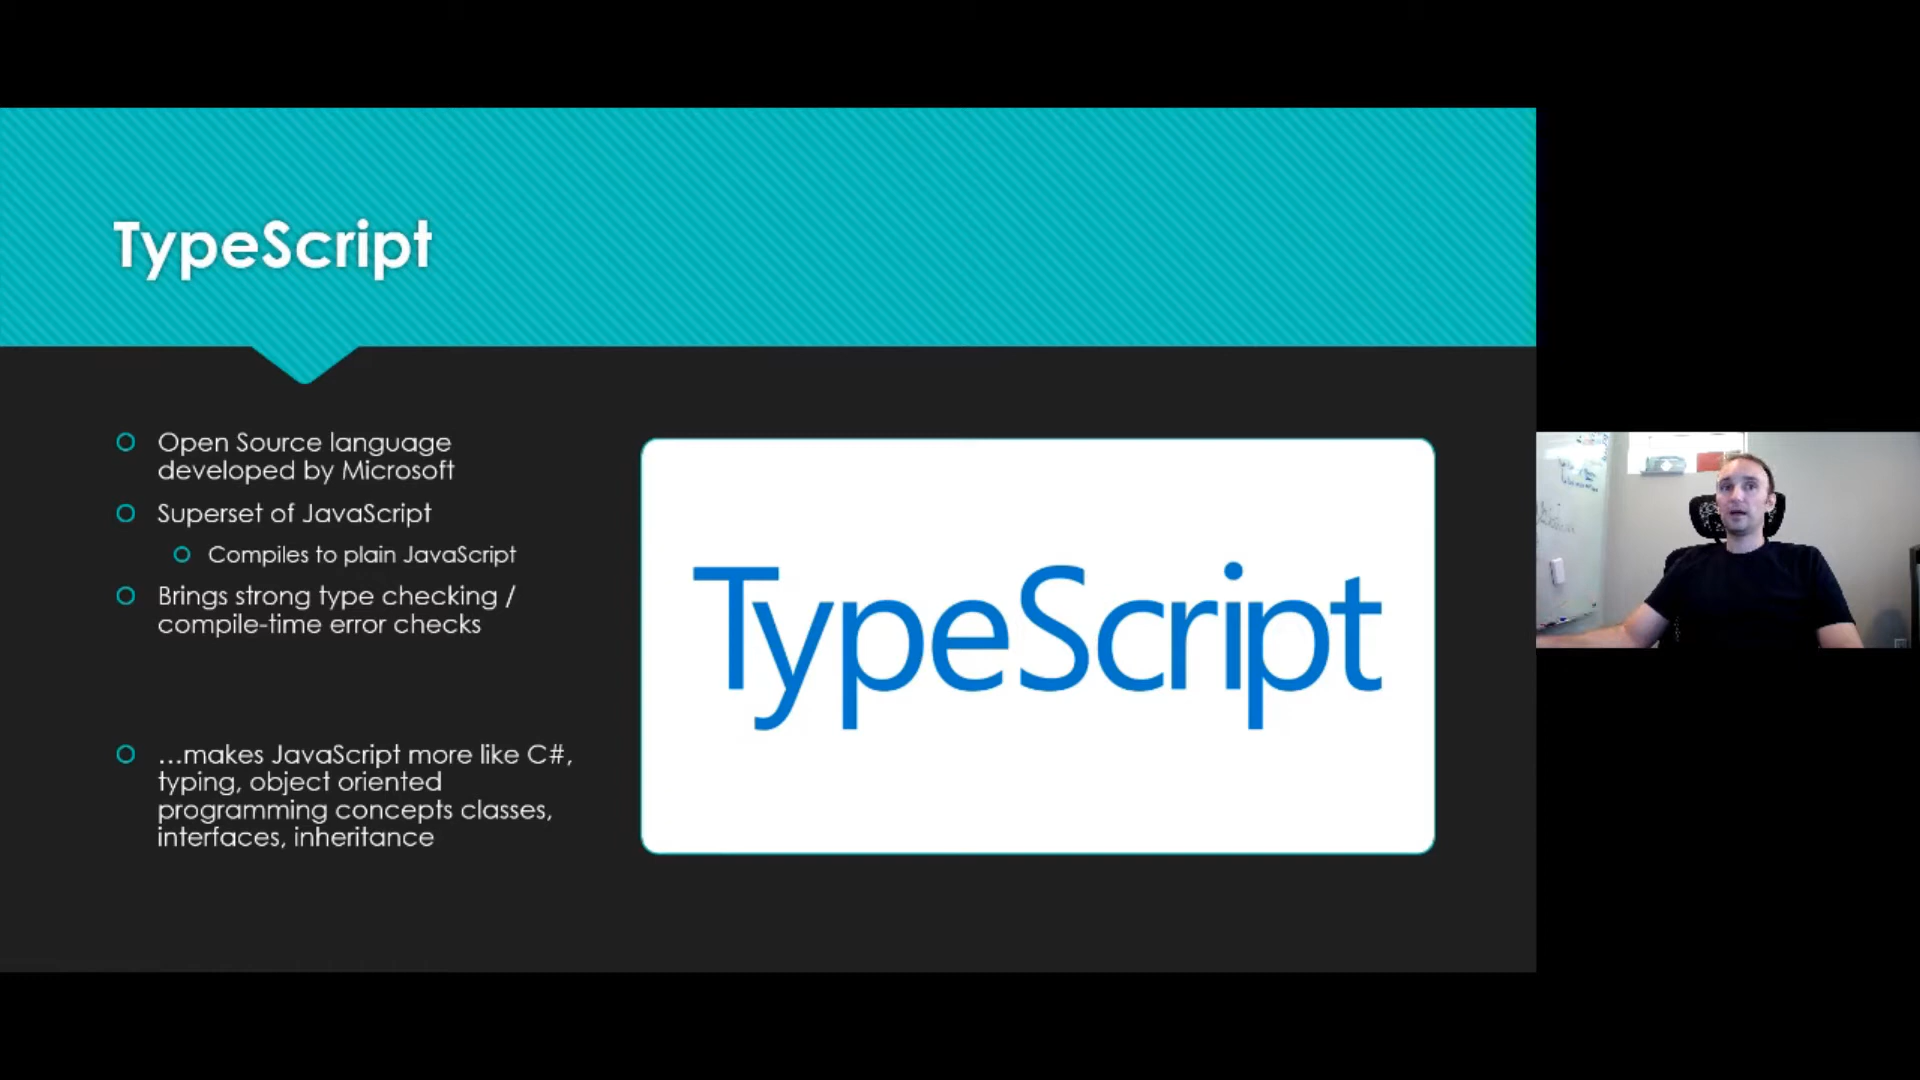 TypeScript
Open Source language
developed by Microsoft
Superset of JavaScript
Compiles to plain JavaScript
Brings strong type checking /
compile-time error checks
...makes JavaScript more like C#,
typing, object oriented
programming concepts classes,
interfaces, inheritance
TypeScript